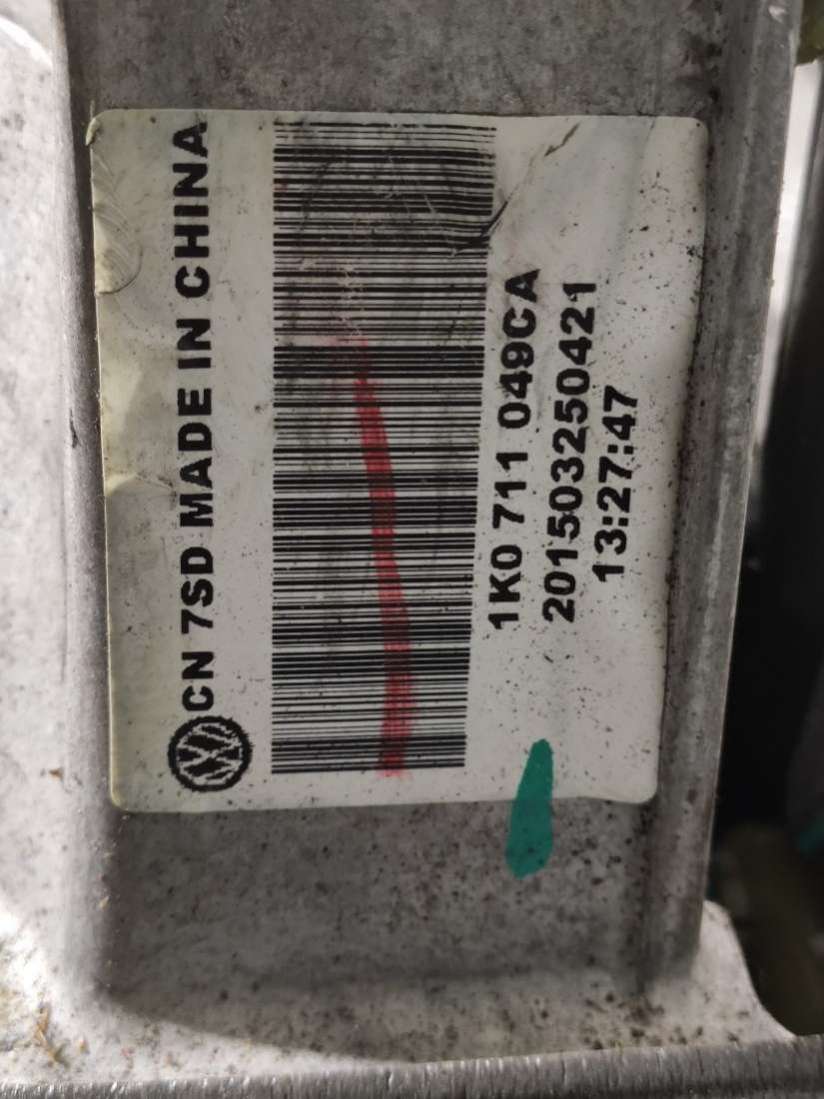 CN 7SD MADE IN CHINA
1K0 711 049CA
201503250421
13:27:47